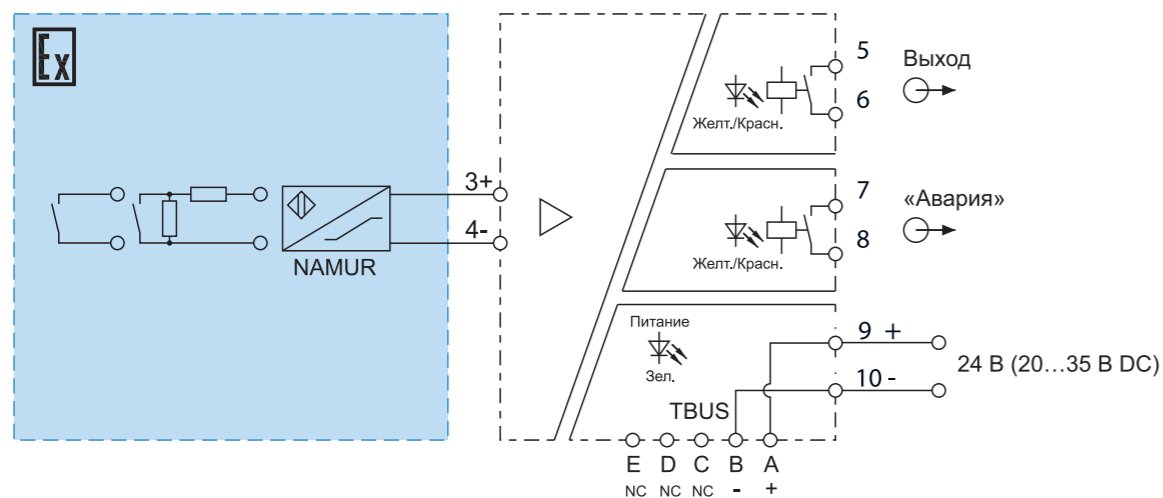 Ex
5
Выход
6
Желт./Красн.
3+
7
«Авария»
4-
8
NAMUR
Желт./Красн.
Питание
9 +
Зел.
24 В (20…35 В DC)
10 -
TBUS
E D C B A
NC NC NC - +